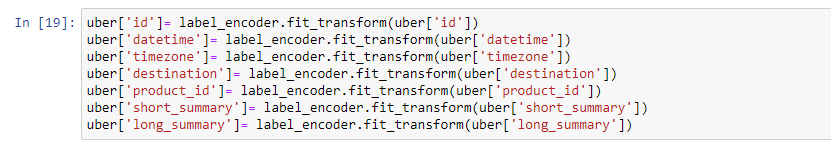 In [19]: uber['id']= label_encoder.fit_transform(uber['id'])
uber['datetime']= label_encoder.fit_transform(uber['datetime'])
uber['timezone']= label_encoder.fit_transform(uber['timezone'])
uber['destination']= label_encoder.fit_transform(uber['destination'])
uber['product_id']= label_encoder.fit_transform(uber['product_id'])
uber['short_summary']= label_encoder.fit_transform(uber['short_summary'])
uber['long_summary']= label_encoder.fit_transform(uber['long_summary'])